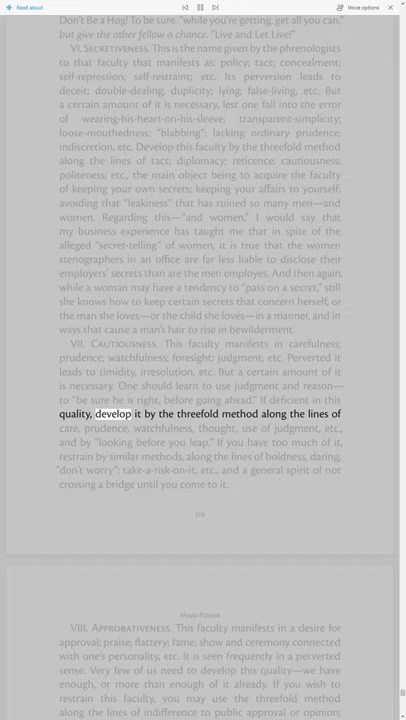 Read aloud
Voice options
Don't Be a Hog! To be sure. "while you're getting, get all you can,"
but give the other fellow a chance. "Live and Let Live!"
VI. SECRETIVENESS. This is the name given by the phrenologists
to that faculty that manifests as; policy; tact; concealment;
self-repression; self-restraint; etc. Its perversion leads to
deceit; double-dealing; duplicity; lying; false-living, etc. But
a certain amount of it is necessary, lest one fall into the error
of wearing-his-heart-on-his-sleeve; transparent-simplicity;
loose-mouthedness; "blabbing"; lacking ordinary prudence;
indiscretion, etc. Develop this faculty by the threefold method
along the lines of tact; diplomacy; reticence; cautiousness;
politeness; etc., the main object being to acquire the faculty
of keeping your own secrets; keeping your affairs to yourself;
avoiding that "leakiness" that has ruined so many men—and
women. Regarding this—"and women," I would say that
my business experience has taught me that in spite of the
alleged "secret-telling" of women, it is true that the women
stenographers in an office are far less liable to disclose their
employers' secrets than are the men employes. And then again,
while a woman may have a tendency to "pass on a secret," still
she knows how to keep certain secrets that concern herself, or
the man she loves—or the child she loves—in a manner, and in
ways that cause a man's hair to rise in bewilderment.
VII. CAUTIOUSNESS. This faculty manifests in carefulness;
prudence; watchfulness; foresight; judgment, etc. Perverted it
leads to timidity, irresolution, etc. But a certain amount of it
is necessary. One should learn to use judgment and reason—
to "be sure he is right, before going ahead." If deficient in this
quality, develop it by the threefold method along the lines of
care, prudence, watchfulness, thought, use of judgment, etc.,
and by "looking before you leap." If you have too much of it,
restrain by similar methods, along the lines of boldness, daring;
"don't worry"; take-a-risk-on-it, etc., and a general spirit of not
crossing a bridge until you come to it.
MIND-POWER
VIII. APPROBATIVENESS. This faculty manifests in a desire for
approval; praise; flattery; fame; show and ceremony connected
with one's personality, etc. It is seen frequently in a perverted
sense. Very few of us need to develop this quality—we have
enough, or more than enough of it already. If you wish to
restrain this faculty, you may use the threefold method
along the lines of indifference to public approval or opinion;